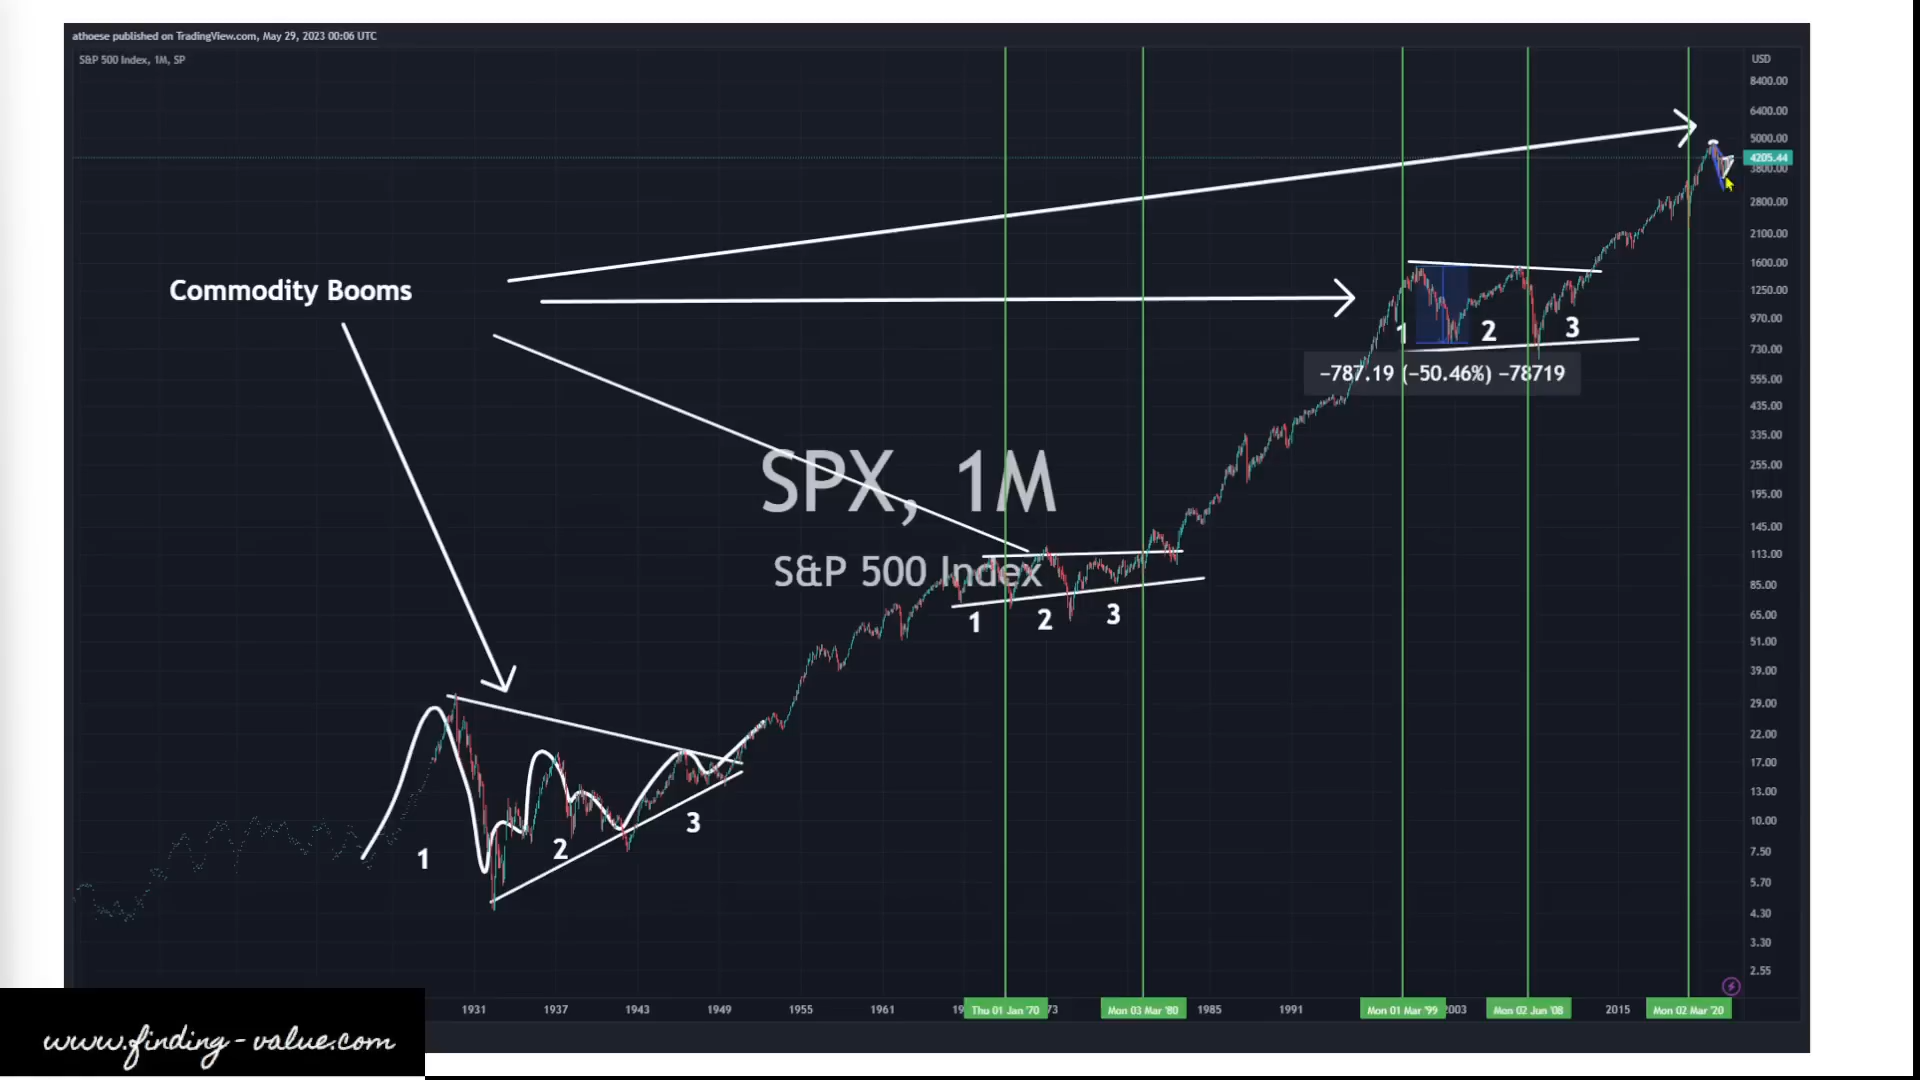 athoese published on TradingView.com, May 29, 2023 00:06 UTC
S&P 500 Index, 1M, SP
USD
8400.00
6400.00
5000.00
4205.44
3800.00
2800.00
2100.00
1600.00
1250.00
970.00
730.00
555.00
435.00
335.00
255.00
195.00
145.00
113.00
85.00
65.00
51.00
39.00
29.00
22.00
17.00
13.00
10.00
7.50
5.70
4.30
3.30
2.55
Commodity Booms
1 2 3
−787.19 (−50.46%) −78719
SPX, 1M
S&P 500 Index
1 2 3
1 2 3
1931 1937 1943 1949 1955 1961 Thu 01 Jan '70 Mon 03 Mar '80 1985 1991 Mon 01 Mar '99 2003 Mon 02 Jun '08 2015 Mon 02 Mar '20
www.finding-value.com